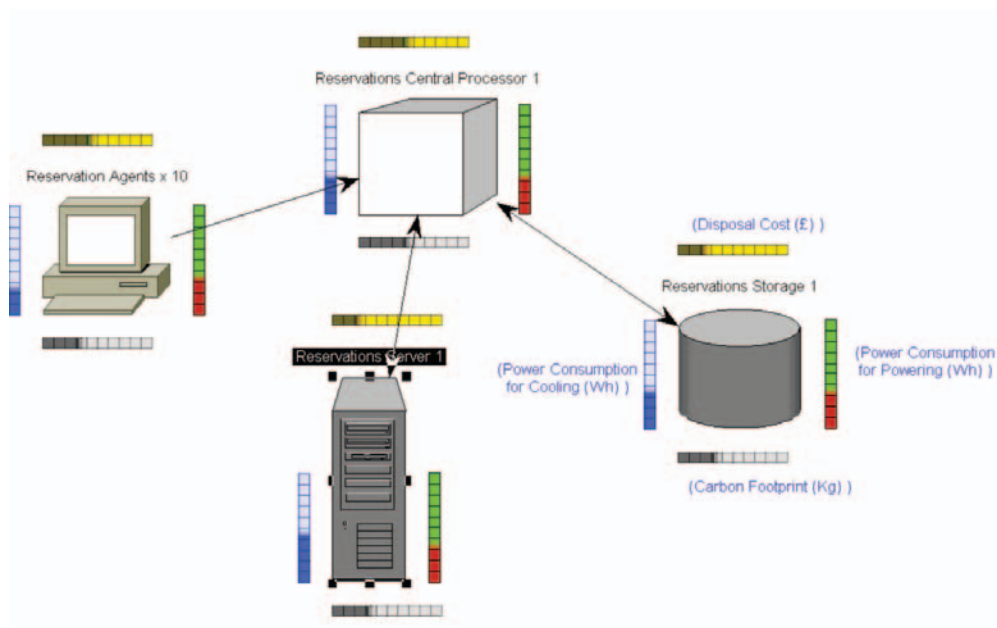 Reservations Central Processor 1
Reservation Agents x 10
(Disposal Cost (£) )
Reservations Storage 1
Reservations Server 1
(Power Consumption
for Cooling (Wh) )
(Power Consumption
for Powering (Wh) )
(Carbon Footprint (Kg) )